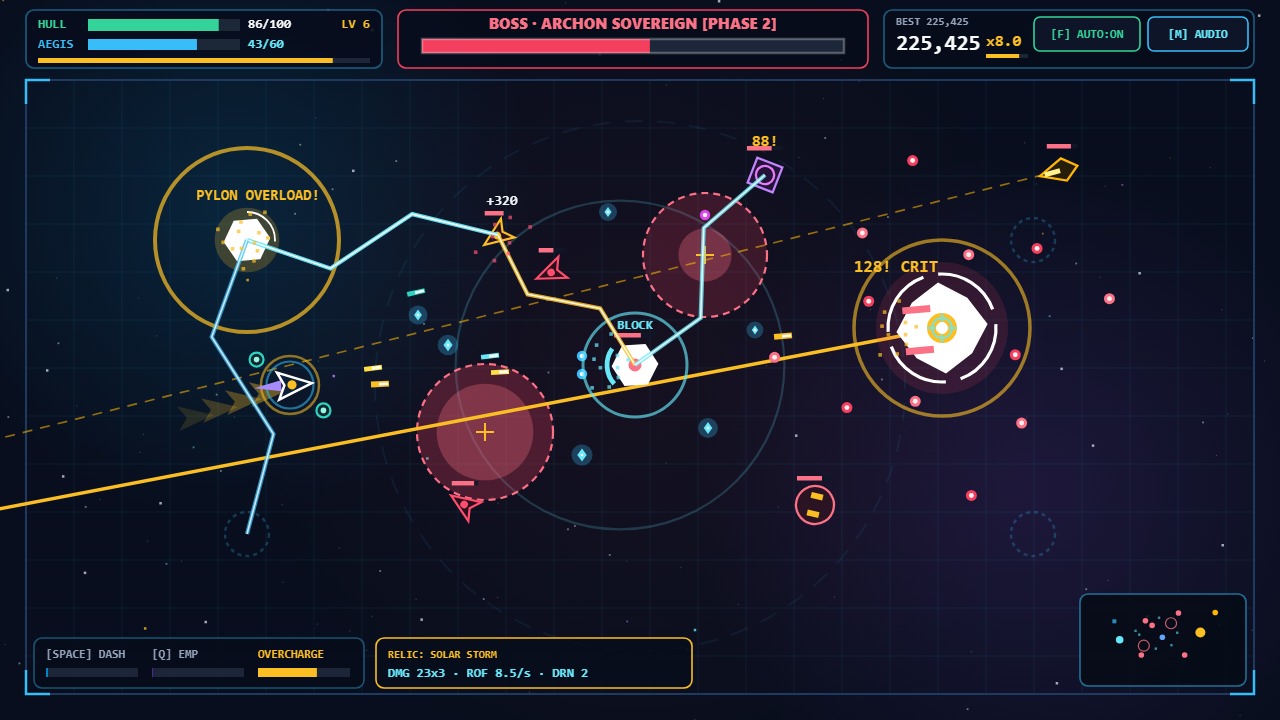 HULL 86/100 LV 6
AEGIS 43/60
BOSS · ARCHON SOVEREIGN [PHASE 2]
BEST 225,425
225,425 x8.0
[F] AUTO:ON
[M] AUDIO
88!
PYLON OVERLOAD!
+320
128! CRIT
BLOCK
[SPACE] DASH
[Q] EMP
OVERCHARGE
RELIC: SOLAR STORM
DMG 23x3 · ROF 8.5/s · DRN 2